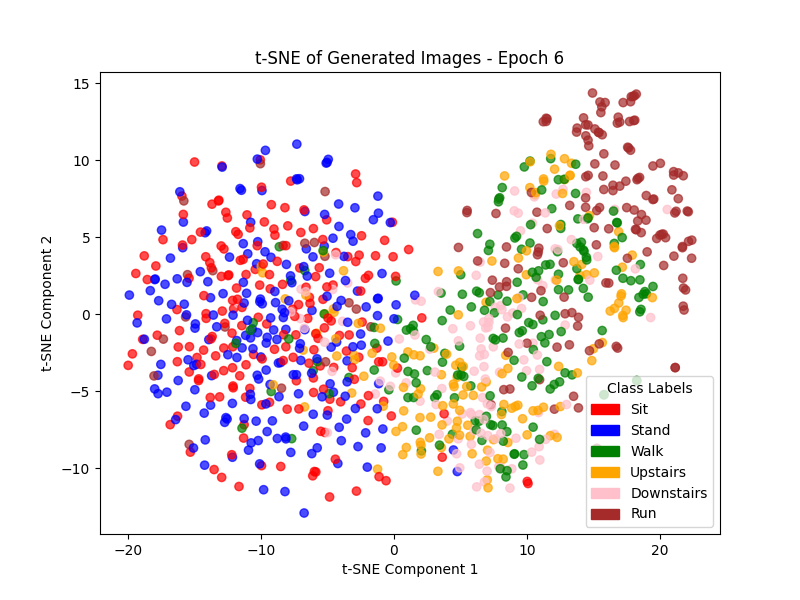 t-SNE of Generated Images - Epoch 6
15
10
5
0
−5
−10
t-SNE Component 2
−20
−10
0
10
20
t-SNE Component 1
Class Labels
Sit
Stand
Walk
Upstairs
Downstairs
Run